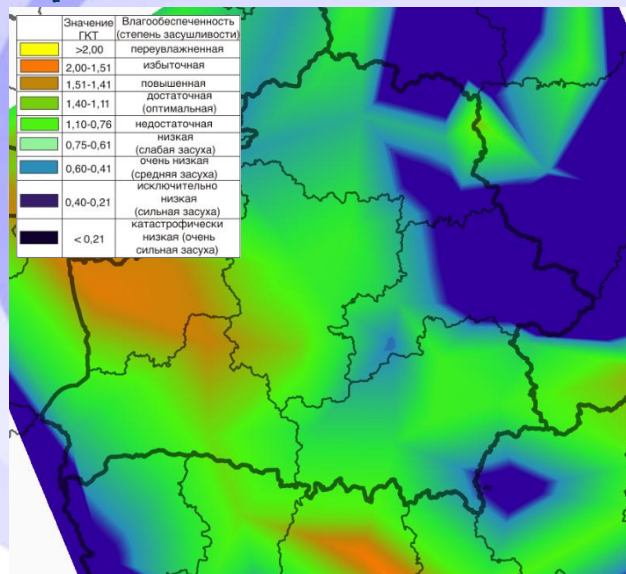 Значение ГКТ
Влагообеспеченность (степень засушливости)
>2,00 переувлажненная
2,00-1,51 избыточная
1,51-1,41 повышенная
1,40-1,11 достаточная (оптимальная)
1,10-0,76 недостаточная
0,75-0,61 низкая (слабая засуха)
0,60-0,41 очень низкая (средняя засуха)
0,40-0,21 исключительно низкая (сильная засуха)
< 0,21 катастрофически низкая (очень сильная засуха)